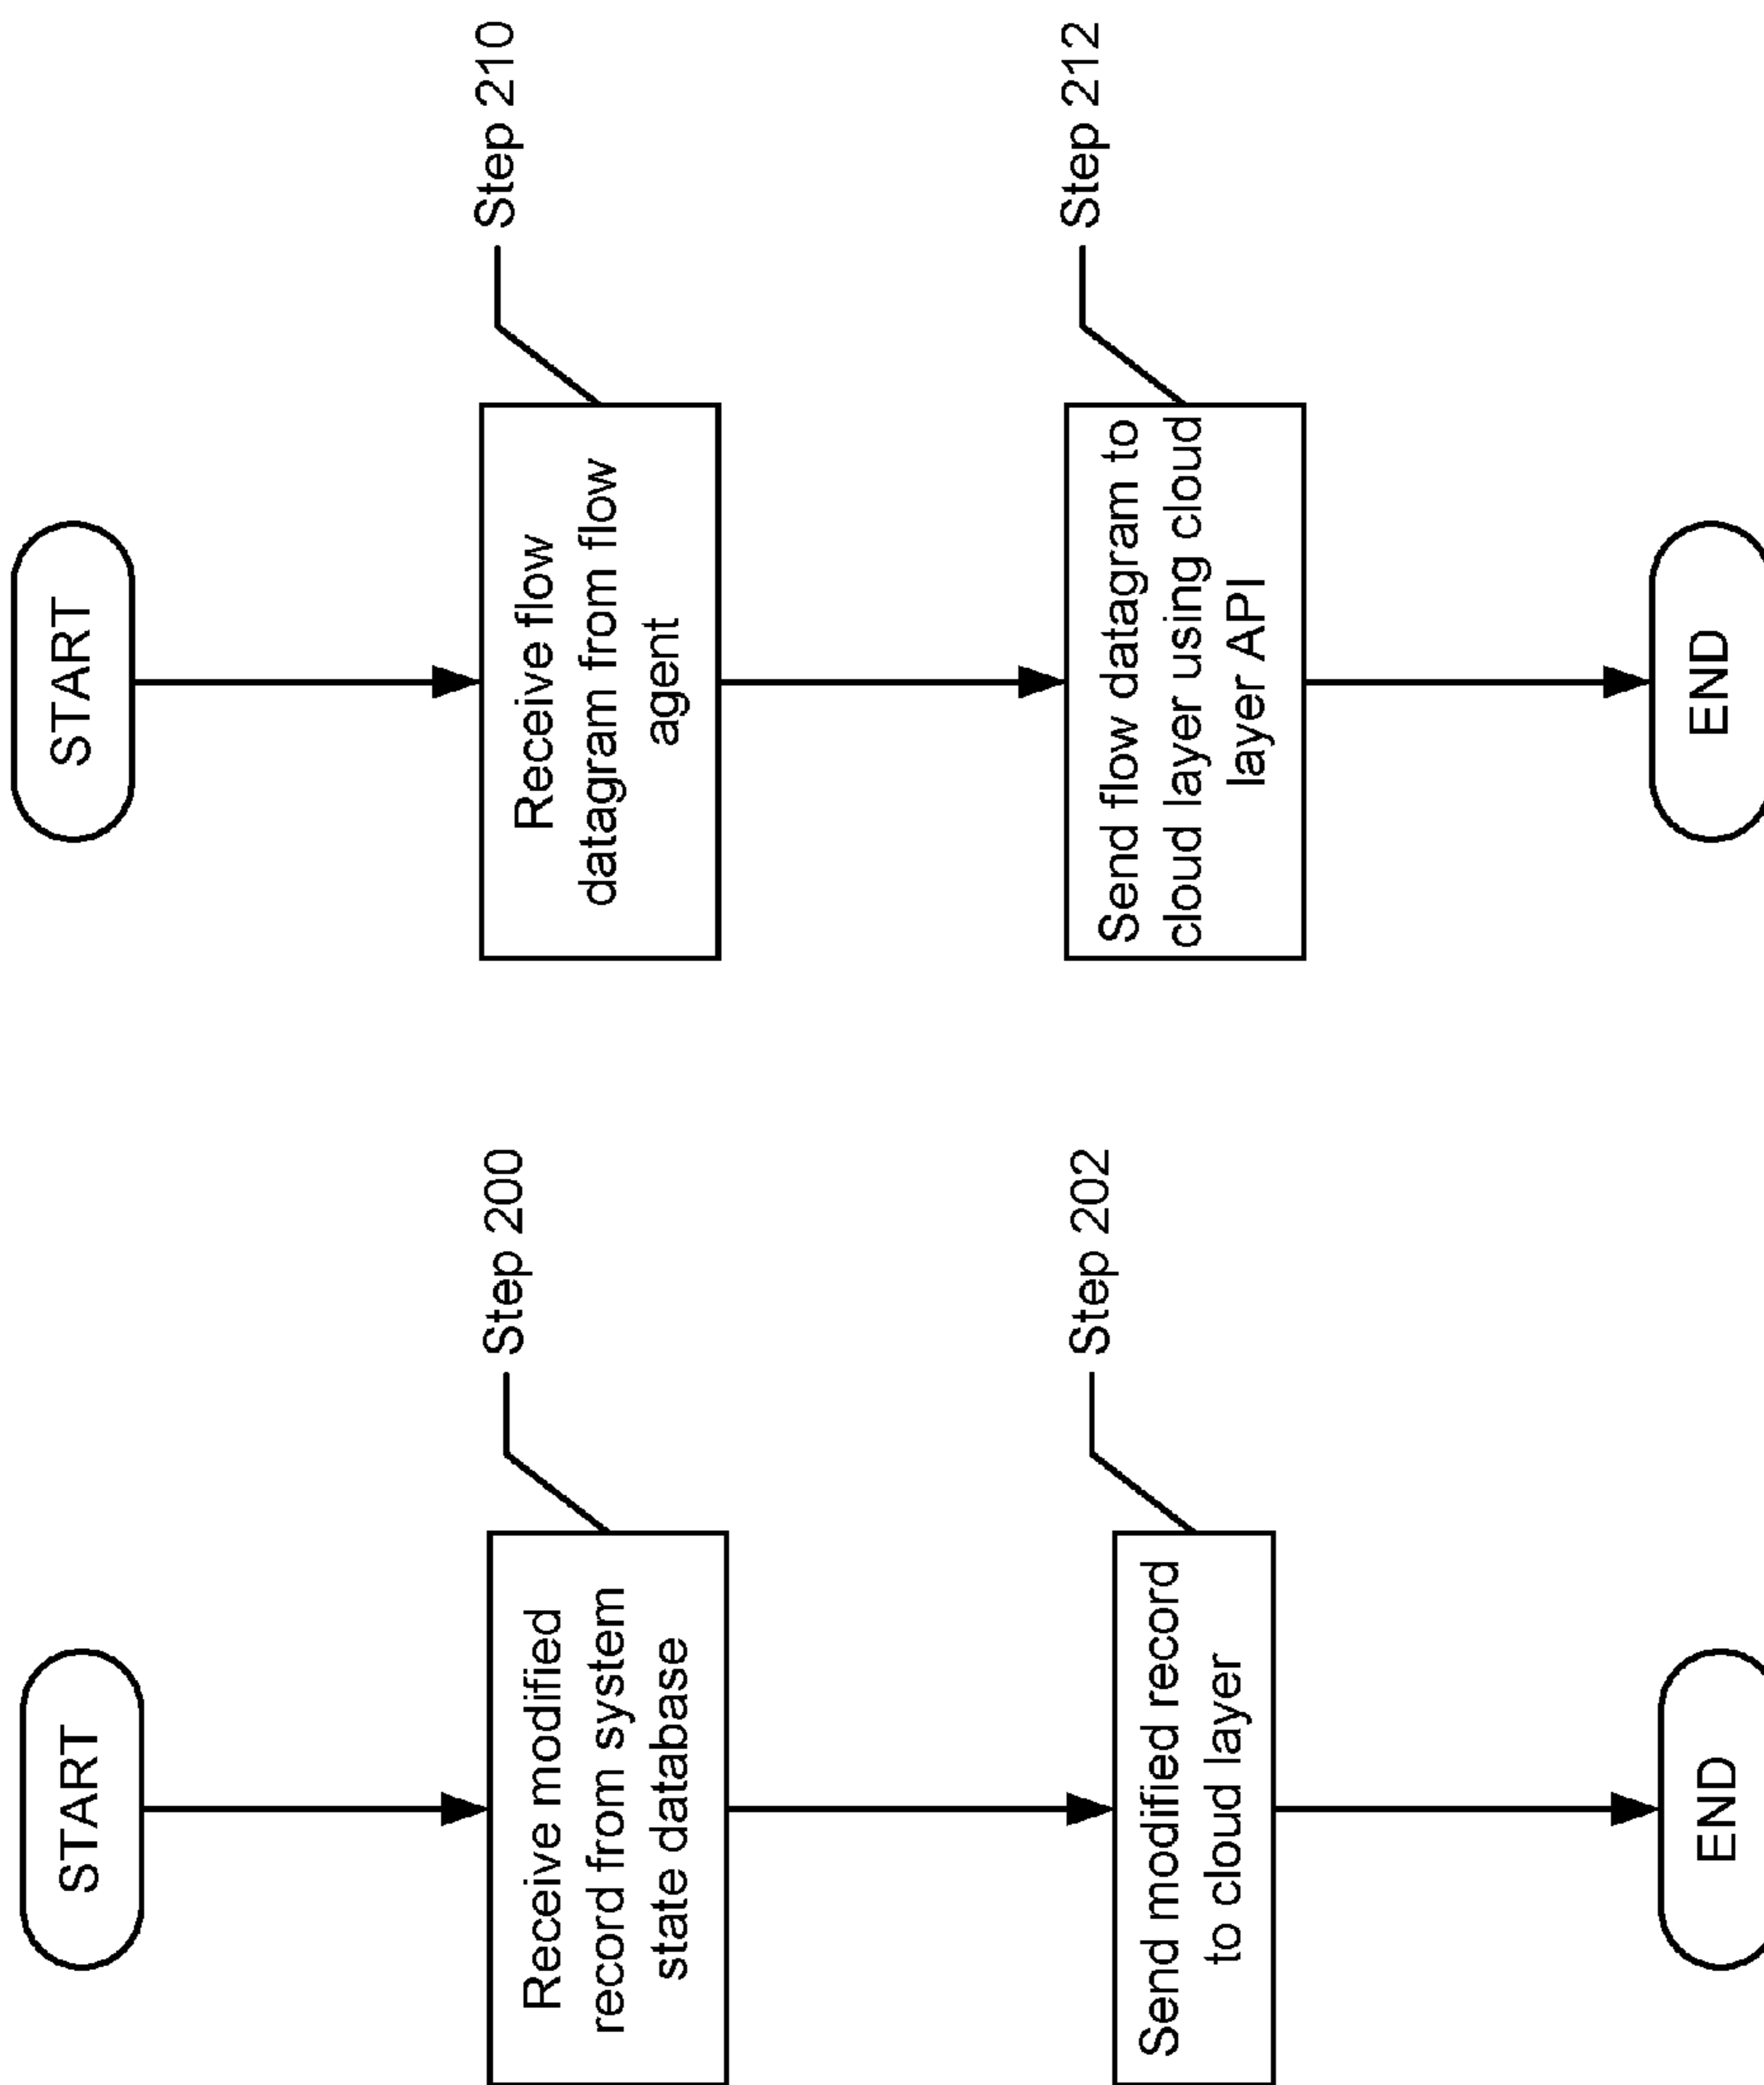 START
Step 200
Receive modified
record from system
state database
Step 202
Send modified record
to cloud layer
END
START
Step 210
Receive flow
datagram from flow
agent
Step 212
Send flow datagram to
cloud layer using cloud
layer API
END